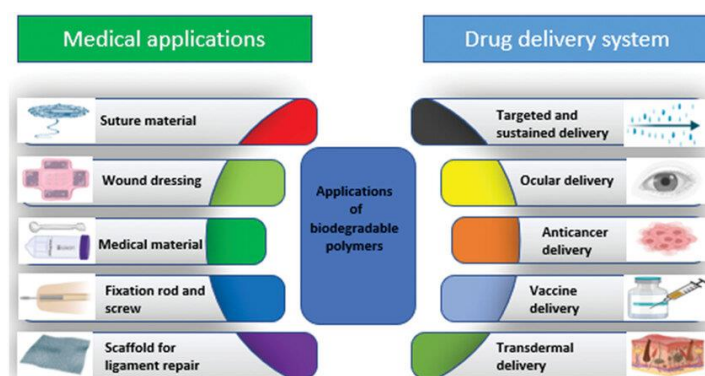 Medical applications
Drug delivery system
Suture material
Wound dressing
Medical material
Fixation rod and
screw
Scaffold for
ligament repair
Applications
of
biodegradable
polymers
Targeted and
sustained delivery
Ocular delivery
Anticancer
delivery
Vaccine
delivery
Transdermal
delivery